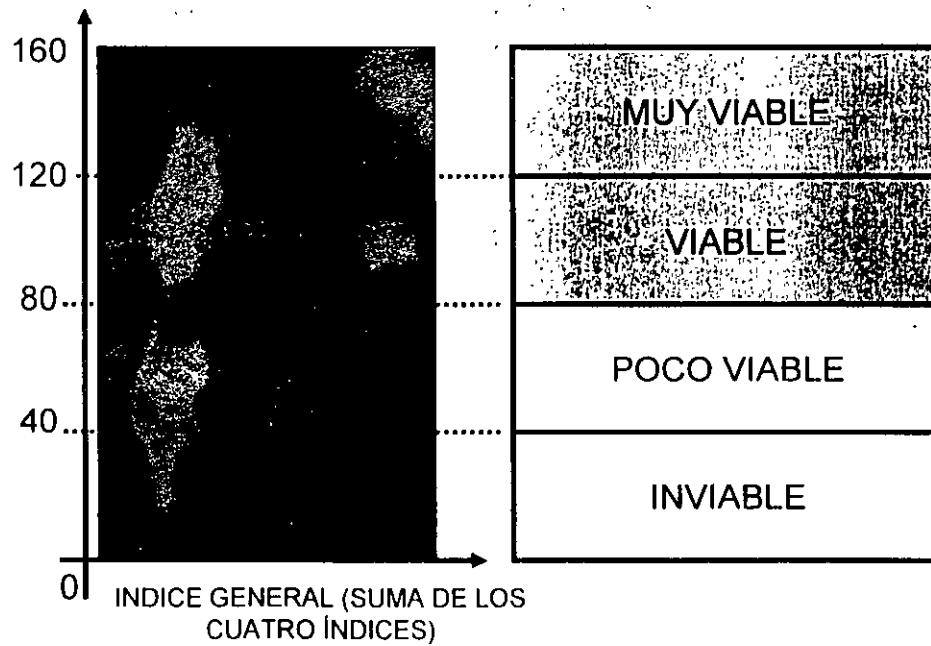 160
120
80
40
0
MUY VIABLE
VIABLE
POCO VIABLE
INVIABLE
INDICE GENERAL (SUMA DE LOS
CUATRO ÍNDICES)